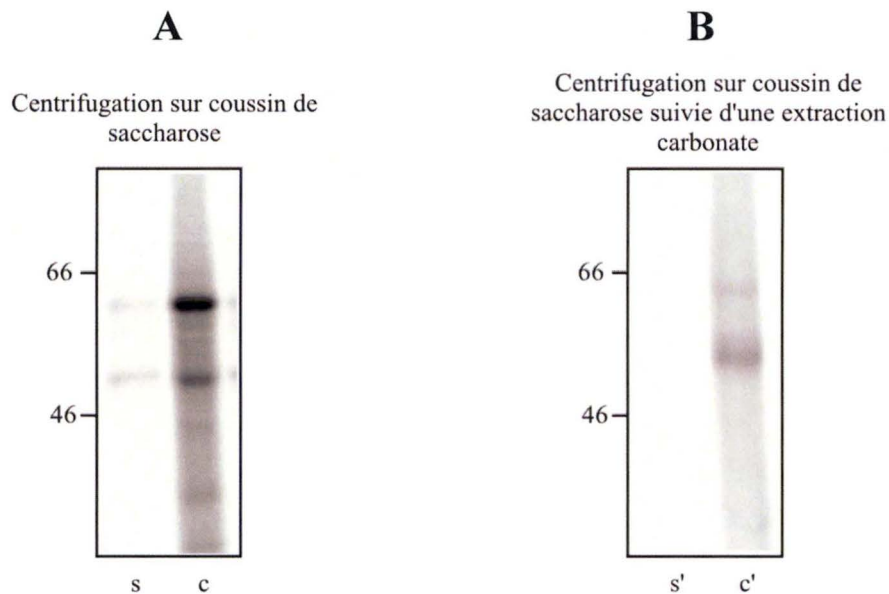 A
Centrifugation sur coussin de
saccharose
66
46
s c
B
Centrifugation sur coussin de
saccharose suivie d'une extraction
carbonate
66
46
s' c'